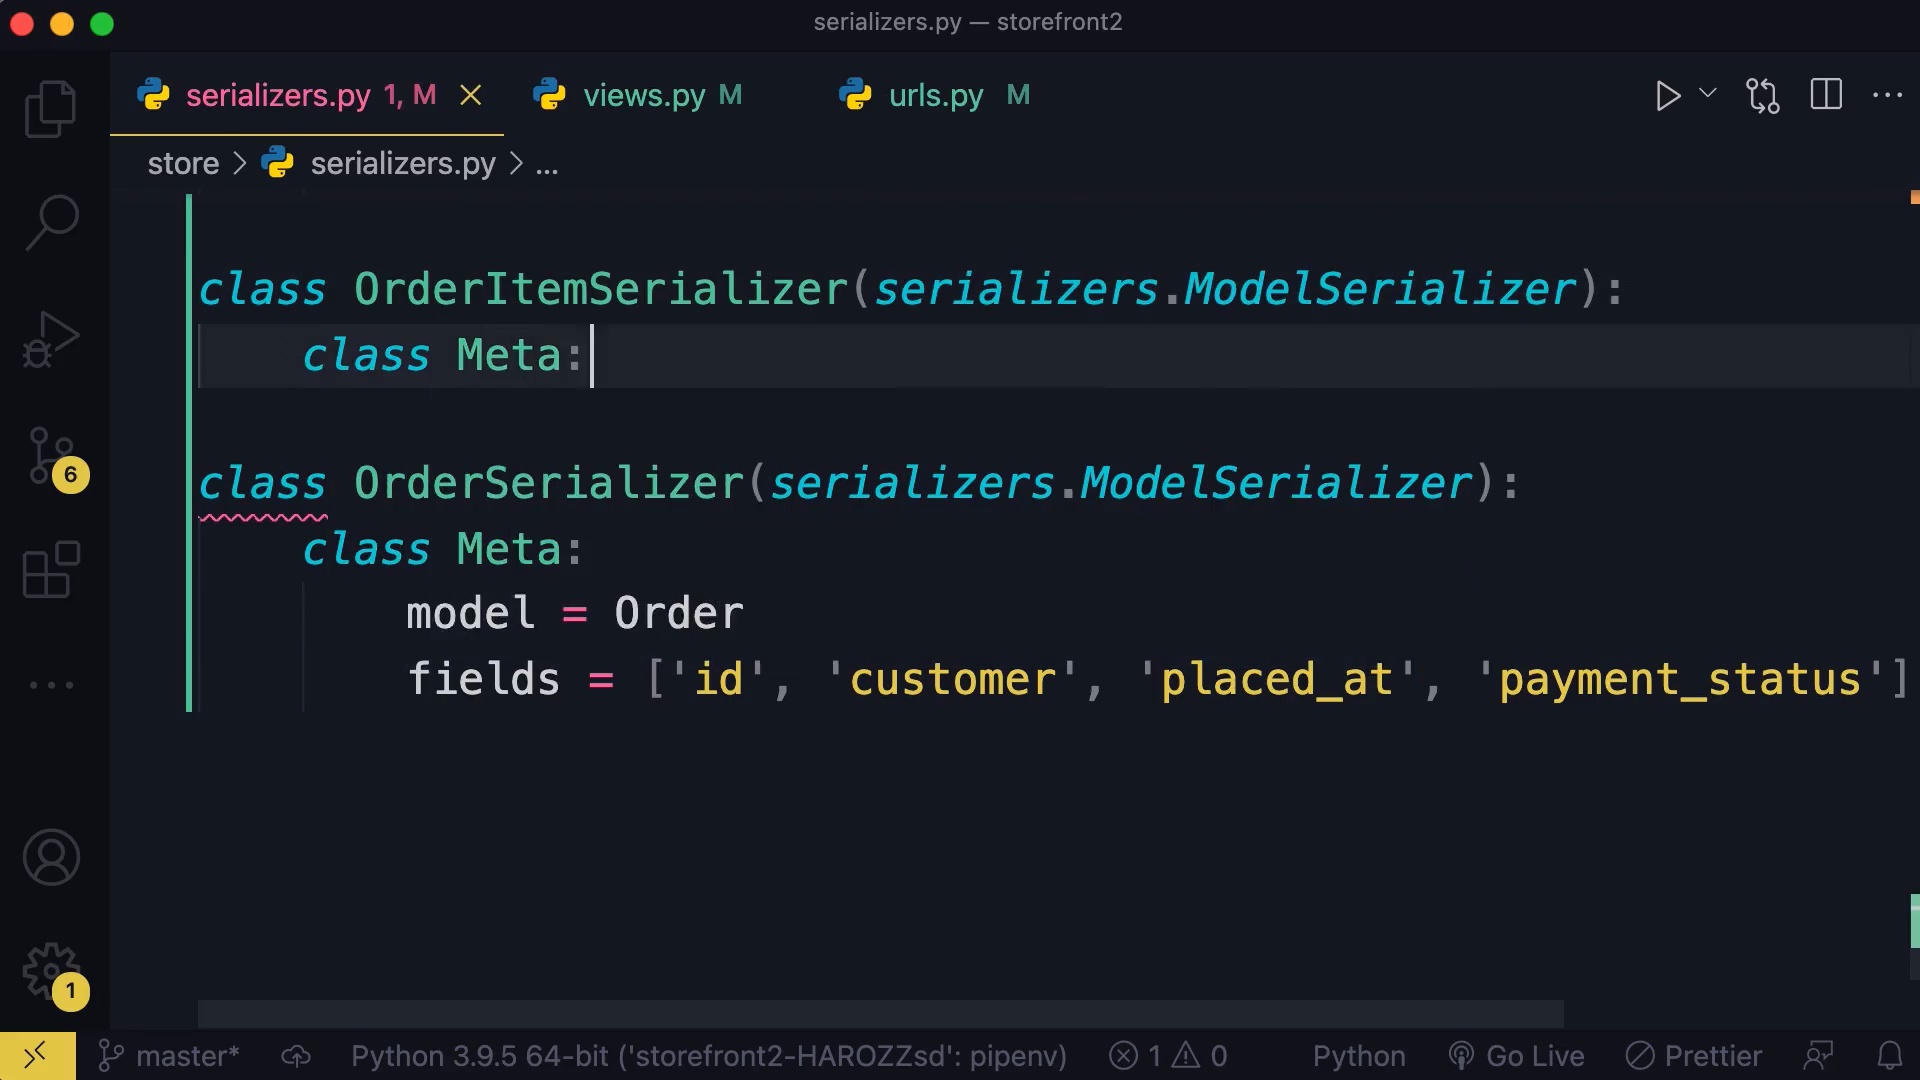 serializers.py — storefront2
serializers.py 1, M views.py M urls.py M
store > serializers.py > ...
class OrderItemSerializer(serializers.ModelSerializer):
    class Meta:
class OrderSerializer(serializers.ModelSerializer):
    class Meta:
        model = Order
        fields = ['id', 'customer', 'placed_at', 'payment_status']
6
1
master* Python 3.9.5 64-bit ('storefront2-HAROZZsd': pipenv) 1 0 Python Go Live Prettier